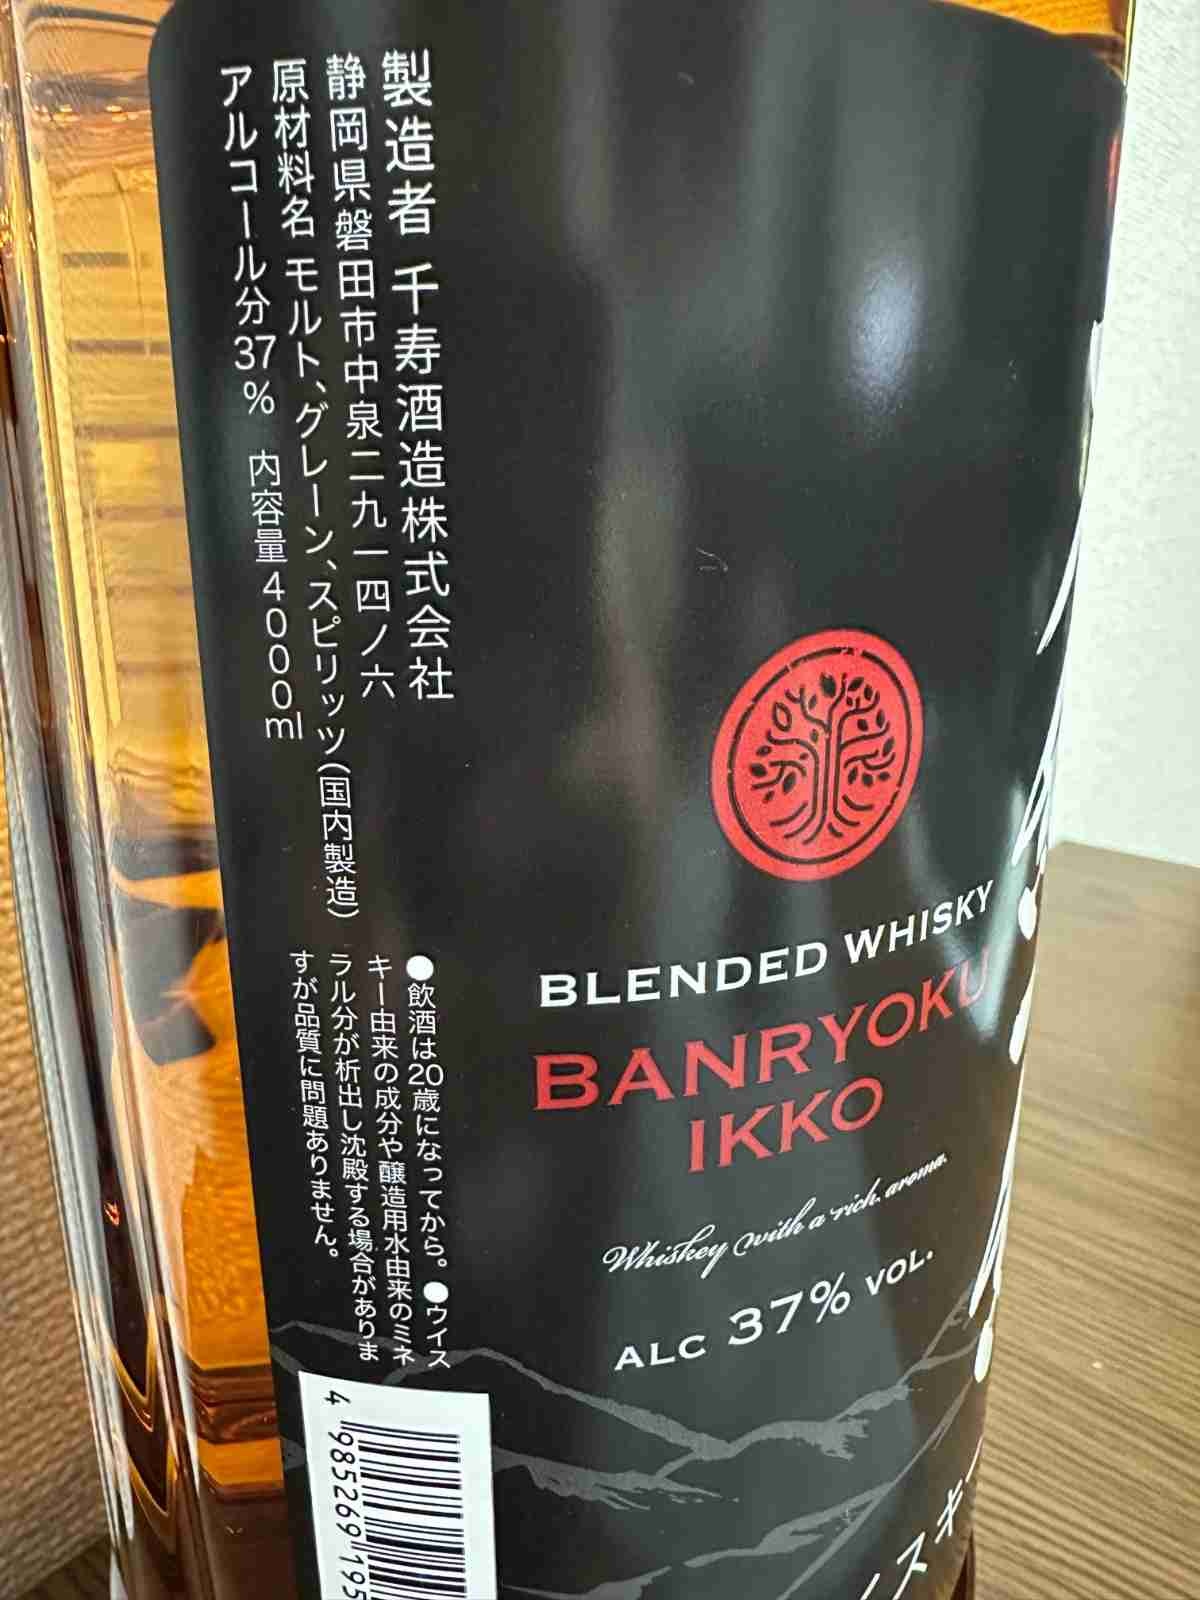 製造者 千寿酒造株式会社
静岡県磐田市中泉二九一四ノ六
原材料名 モルト、グレーン、スピリッツ(国内製造)
アルコール分37% 内容量4000ml
●飲酒は20歳になってから。●ウイス
キー由来の成分や醸造用水由来のミネ
ラル分が析出し沈殿する場合がありま
すが品質に問題ありません。
BLENDED WHISKY
BANRYOKU
IKKO
Whiskey with a rich aroma.
ALC 37% VOL.
スキー
4 985269 195